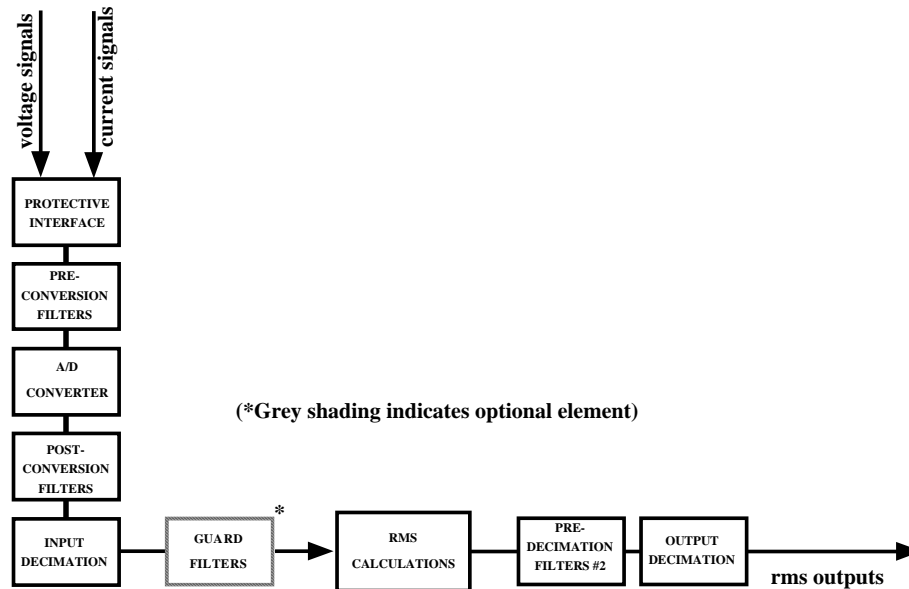 voltage signals
current signals
PROTECTIVE
INTERFACE
PRE-
CONVERSION
FILTERS
A/D
CONVERTER
(*Grey shading indicates optional element)
POST-
CONVERSION
FILTERS
INPUT
DECIMATION
GUARD
FILTERS
*
RMS
CALCULATIONS
PRE-
DECIMATION
FILTERS #2
OUTPUT
DECIMATION
rms outputs